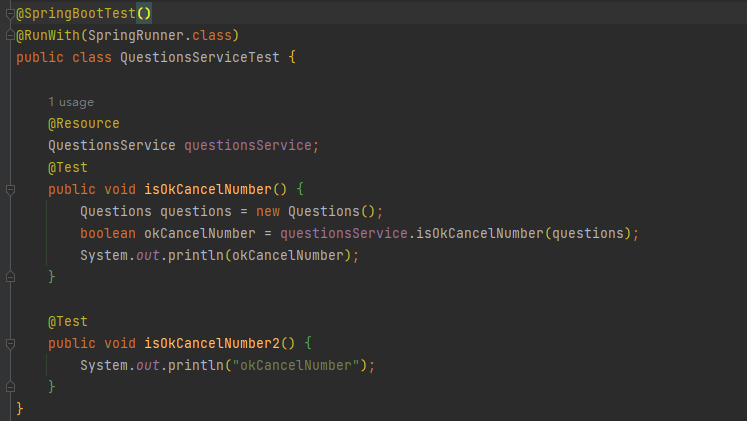 @SpringBootTest()
@RunWith(SpringRunner.class)
public class QuestionsServiceTest {
1 usage
@Resource
QuestionsService questionsService;
@Test
public void isOkCancelNumber() {
Questions questions = new Questions();
boolean okCancelNumber = questionsService.isOkCancelNumber(questions);
System.out.println(okCancelNumber);
}
@Test
public void isOkCancelNumber2() {
System.out.println("okCancelNumber");
}
}